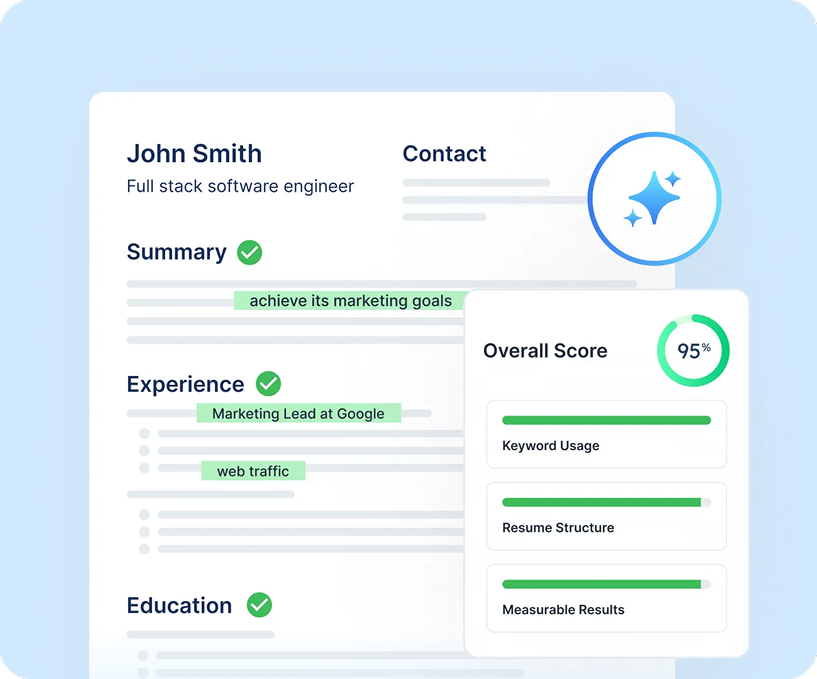 John Smith
Full stack software engineer
Contact
Summary
achieve its marketing goals
Experience
Marketing Lead at Google
web traffic
Education
Overall Score
95%
Keyword Usage
Resume Structure
Measurable Results